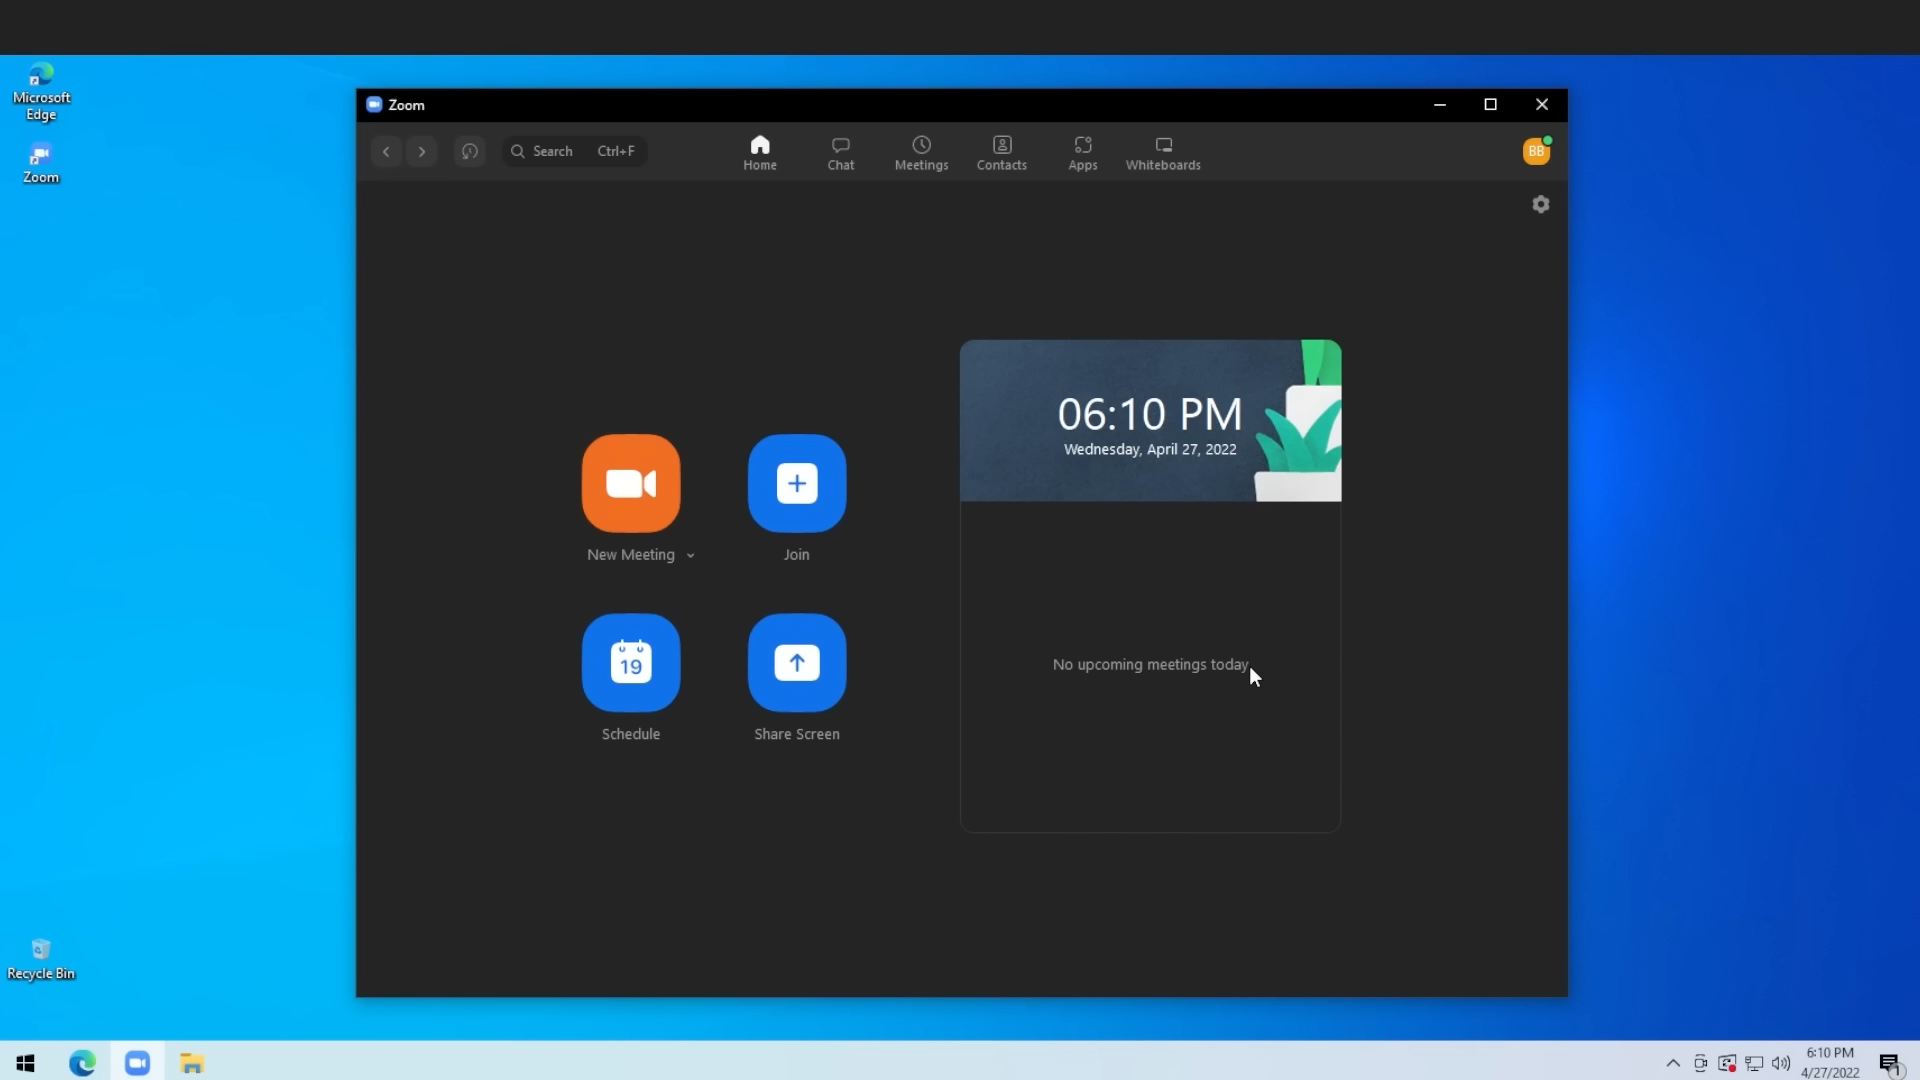 Microsoft
Edge
Zoom
Recycle Bin
Zoom
Search Ctrl+F
Home
Chat
Meetings
Contacts
Apps
Whiteboards
BB
New Meeting
Join
19
Schedule
Share Screen
06:10 PM
Wednesday, April 27, 2022
No upcoming meetings today
6:10 PM
4/27/2022
1